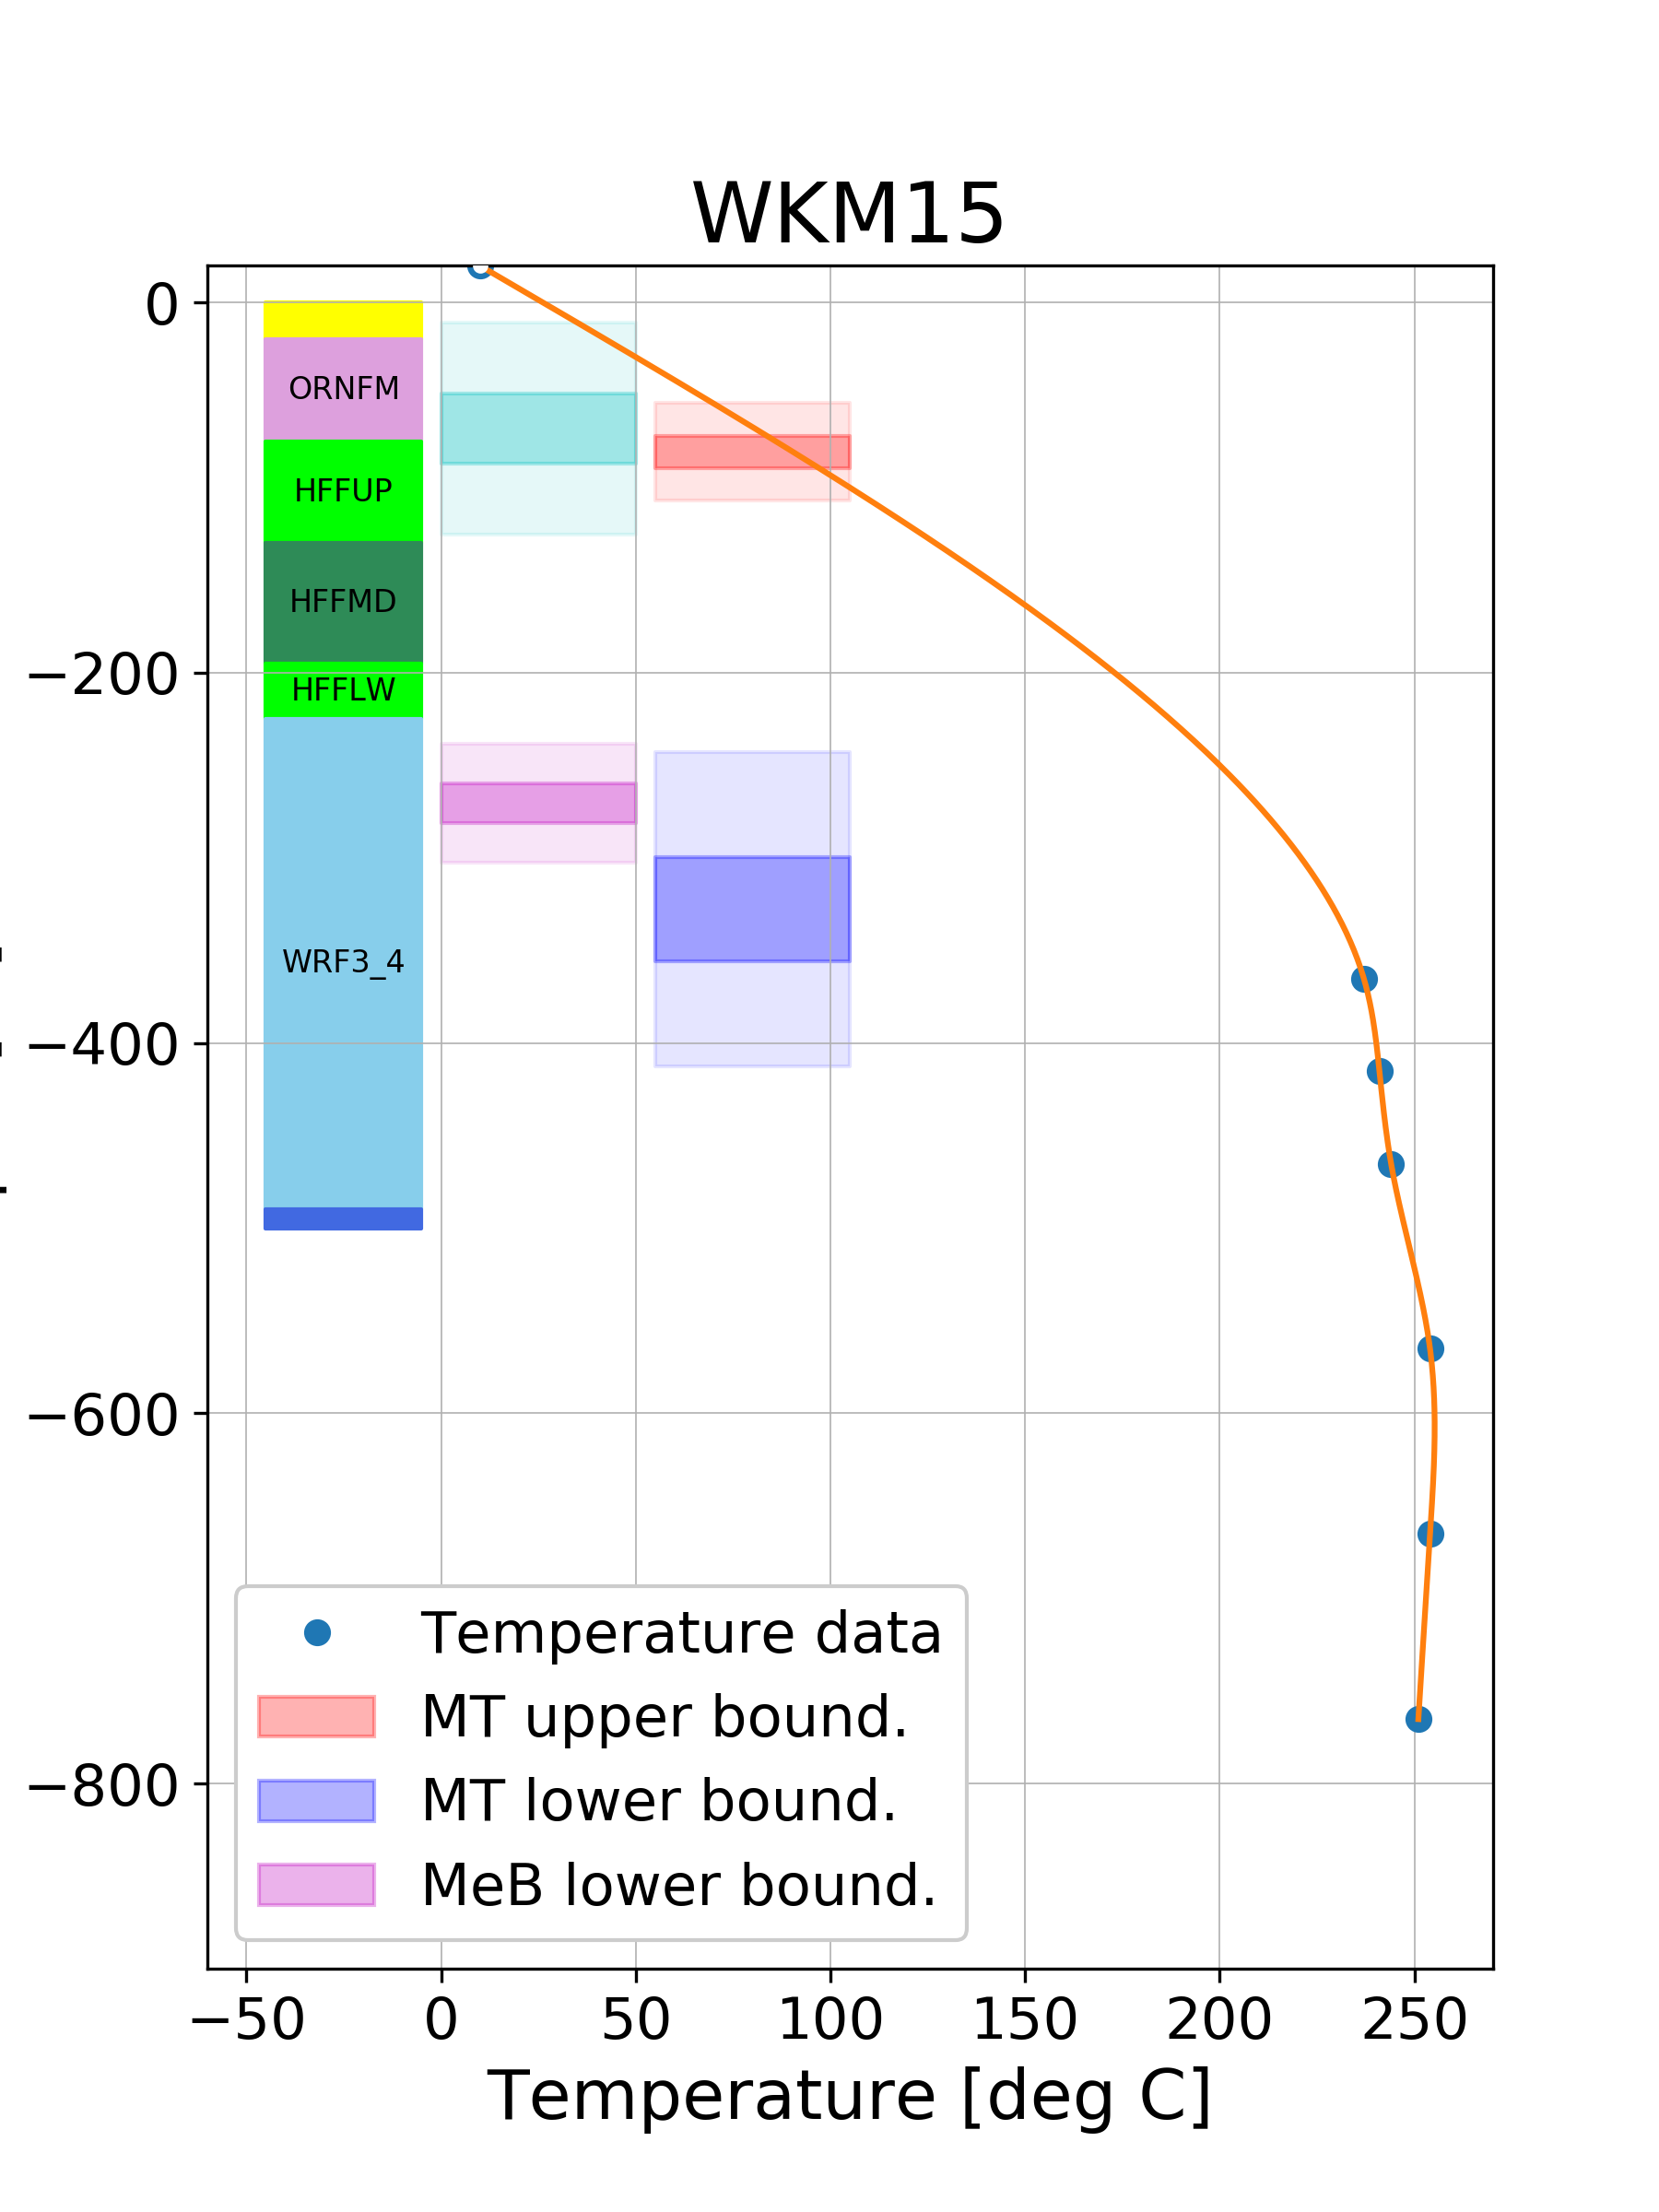 WKM15
0
−200
−400
−600
−800
ORNFM
HFFUP
HFFMD
HFFLW
WRF3_4
Temperature data
MT upper bound.
MT lower bound.
MeB lower bound.
−50 0 50 100 150 200 250
Temperature [deg C]